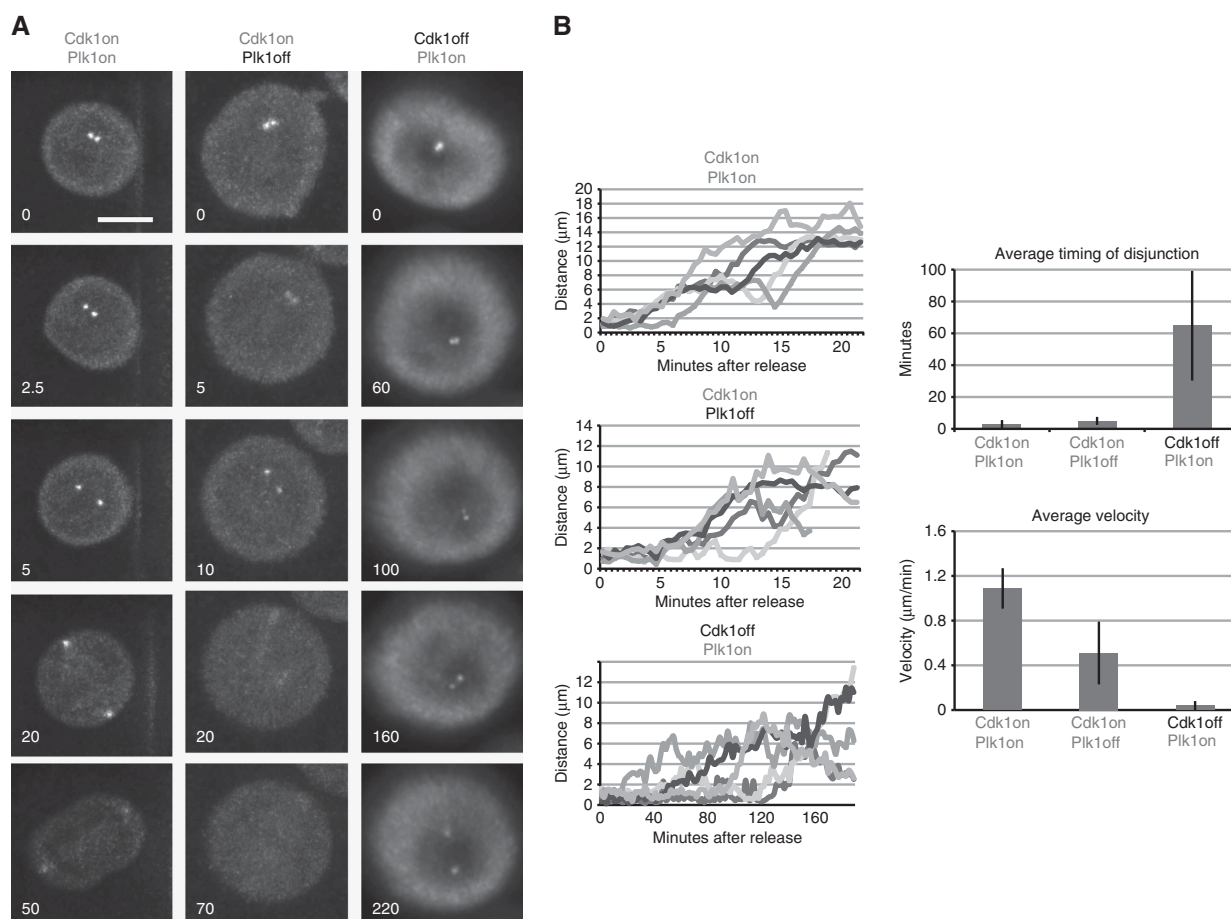 A
Cdk1on
Plk1on
Cdk1on
Plk1off
Cdk1off
Plk1on
0
0
0
2.5
5
60
5
10
100
20
20
160
50
70
220
B
Cdk1on
Plk1on
Distance (µm)
20
18
16
14
12
10
8
6
4
2
0
0
5
10
15
20
Minutes after release
Cdk1on
Plk1off
Distance (µm)
14
12
10
8
6
4
2
0
0
5
10
15
20
Minutes after release
Cdk1off
Plk1on
Distance (µm)
12
10
8
6
4
2
0
0
40
80
120
160
Minutes after release
Average timing of disjunction
Minutes
100
80
60
40
20
0
Cdk1on
Plk1on
Cdk1on
Plk1off
Cdk1off
Plk1on
Average velocity
Velocity (µm/min)
1.6
1.2
0.8
0.4
0
Cdk1on
Plk1on
Cdk1on
Plk1off
Cdk1off
Plk1on